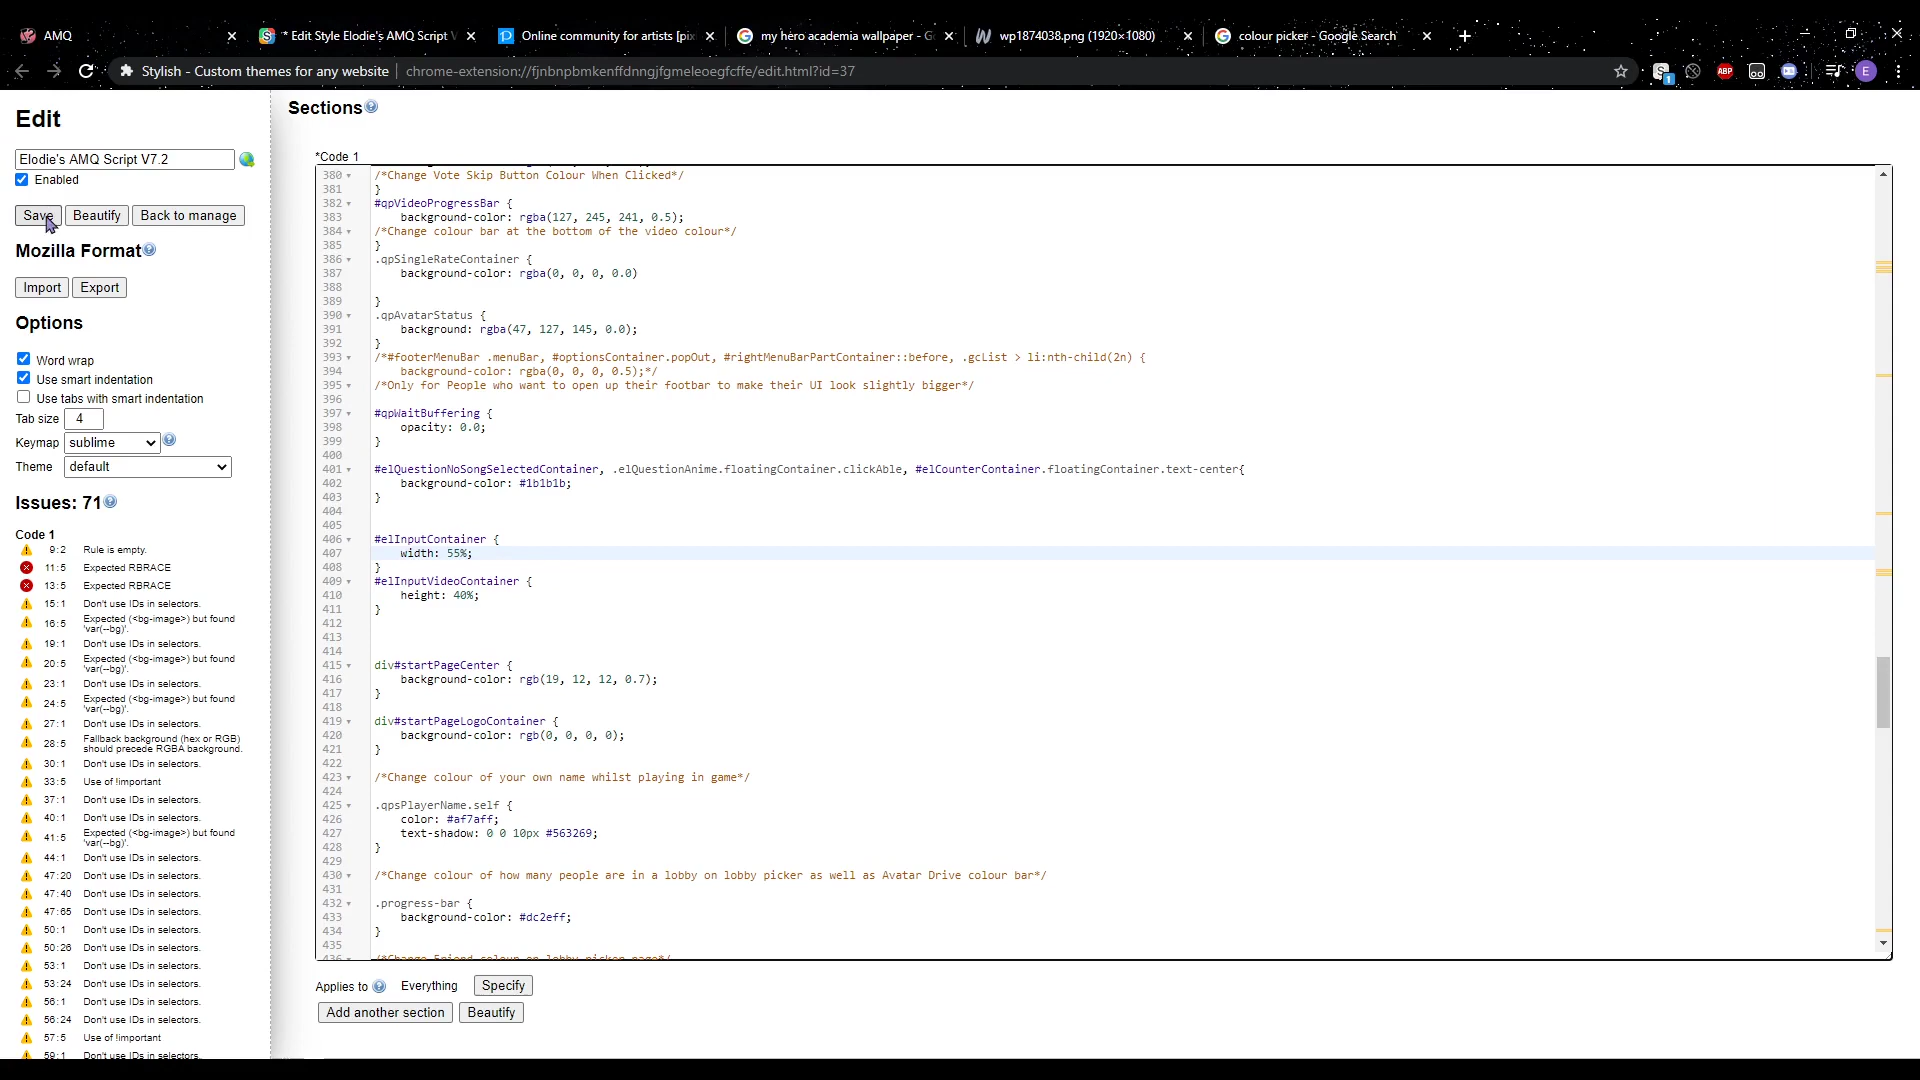 AMQ
* Edit Style Elodie's AMQ Script V
Online community for artists [pix
my hero academia wallpaper - G
wp1874038.png (1920×1080)
colour picker - Google Search
Stylish - Custom themes for any website
chrome-extension://fjnbnpbmkenffdnngjfgmeleoegfcffe/edit.html?id=37
ABP
1
E
Edit
Elodie's AMQ Script V7.2
Enabled
Save Beautify Back to manage
Mozilla Format
Import Export
Options
Word wrap
Use smart indentation
Use tabs with smart indentation
Tab size 4
Keymap sublime
Theme default
Issues: 71
Code 1
9:2 Rule is empty.
11:5 Expected RBRACE
13:5 Expected RBRACE
15:1 Don't use IDs in selectors.
16:5 Expected (<bg-image>) but found
'var(--bg)'.
19:1 Don't use IDs in selectors.
20:5 Expected (<bg-image>) but found
'var(--bg)'.
23:1 Don't use IDs in selectors.
24:5 Expected (<bg-image>) but found
'var(--bg)'.
27:1 Don't use IDs in selectors.
28:5 Fallback background (hex or RGB)
should precede RGBA background.
30:1 Don't use IDs in selectors.
33:5 Use of !important
37:1 Don't use IDs in selectors.
40:1 Don't use IDs in selectors.
41:5 Expected (<bg-image>) but found
'var(--bg)'.
44:1 Don't use IDs in selectors.
47:20 Don't use IDs in selectors.
47:40 Don't use IDs in selectors.
47:65 Don't use IDs in selectors.
50:1 Don't use IDs in selectors.
50:26 Don't use IDs in selectors.
53:1 Don't use IDs in selectors.
53:24 Don't use IDs in selectors.
56:1 Don't use IDs in selectors.
56:24 Don't use IDs in selectors.
57:5 Use of !important
59:1 Don't use IDs in selectors.
Sections
*Code 1
380 /*Change Vote Skip Button Colour When Clicked*/
381 }
382 #qpVideoProgressBar {
383 background-color: rgba(127, 245, 241, 0.5);
384 /*Change colour bar at the bottom of the video colour*/
385 }
386 .qpSingleRateContainer {
387 background-color: rgba(0, 0, 0, 0.0)
388
389 }
390 .qpAvatarStatus {
391 background: rgba(47, 127, 145, 0.0);
392 }
393 /*#footerMenuBar .menuBar, #optionsContainer.popOut, #rightMenuBarPartContainer::before, .gcList > li:nth-child(2n) {
394 background-color: rgba(0, 0, 0, 0.5);*/
395 /*Only for People who want to open up their footbar to make their UI look slightly bigger*/
396
397 #qpWaitBuffering {
398 opacity: 0.0;
399 }
400
401 #elQuestionNoSongSelectedContainer, .elQuestionAnime.floatingContainer.clickAble, #elCounterContainer.floatingContainer.text-center{
402 background-color: #1b1b1b;
403 }
404
405
406 #elInputContainer {
407 width: 55%;
408 }
409 #elInputVideoContainer {
410 height: 40%;
411 }
412
413
414
415 div#startPageCenter {
416 background-color: rgb(19, 12, 12, 0.7);
417 }
418
419 div#startPageLogoContainer {
420 background-color: rgb(0, 0, 0, 0);
421 }
422
423 /*Change colour of your own name whilst playing in game*/
424
425 .qpsPlayerName.self {
426 color: #af7aff;
427 text-shadow: 0 0 10px #563269;
428 }
429
430 /*Change colour of how many people are in a lobby on lobby picker as well as Avatar Drive colour bar*/
431
432 .progress-bar {
433 background-color: #dc2eff;
434 }
435
436 /*Change Friend colour on lobby picker page*/
Applies to Everything Specify
Add another section Beautify